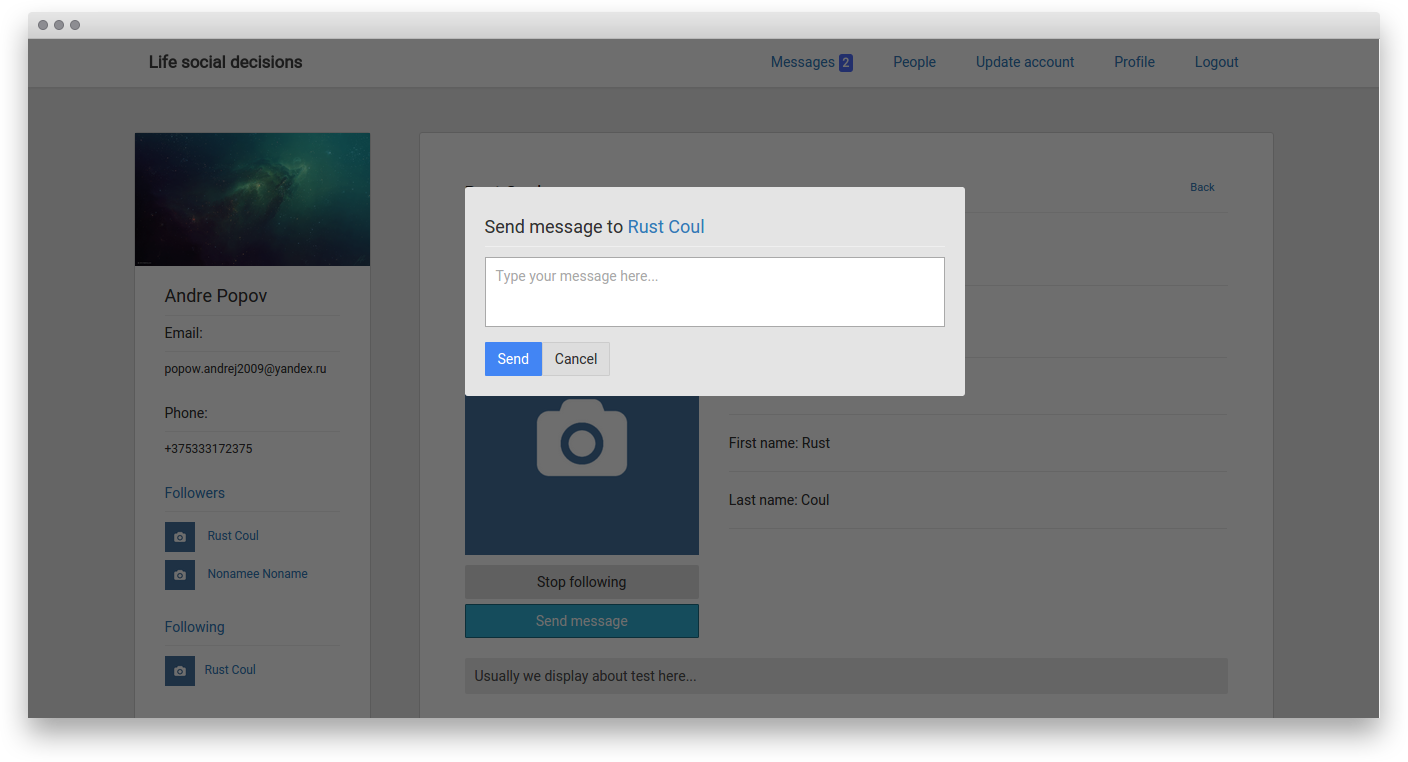 Life social decisions
Messages 2 People Update account Profile Logout
Andre Popov
Email:
popow.andrej2009@yandex.ru
Phone:
+375333172375
Followers
Rust Coul
Nonamee Noname
Following
Rust Coul
Back
Send message to Rust Coul
Type your message here...
Send Cancel
First name: Rust
Last name: Coul
Stop following
Send message
Usually we display about test here...